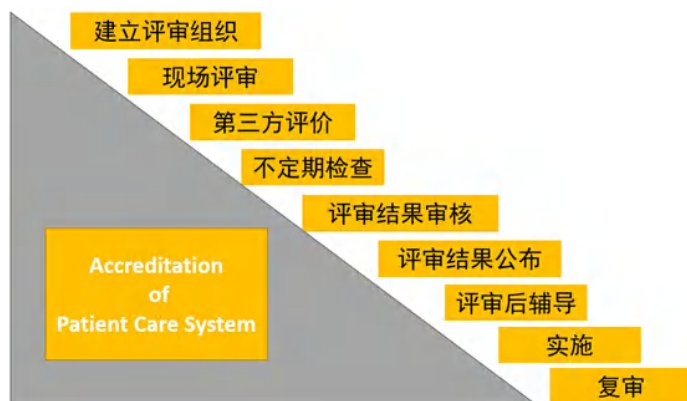 建立评审组织
现场评审
第三方评价
不定期检查
评审结果审核
评审结果公布
评审后辅导
实施
复审
Accreditation
of
Patient Care System